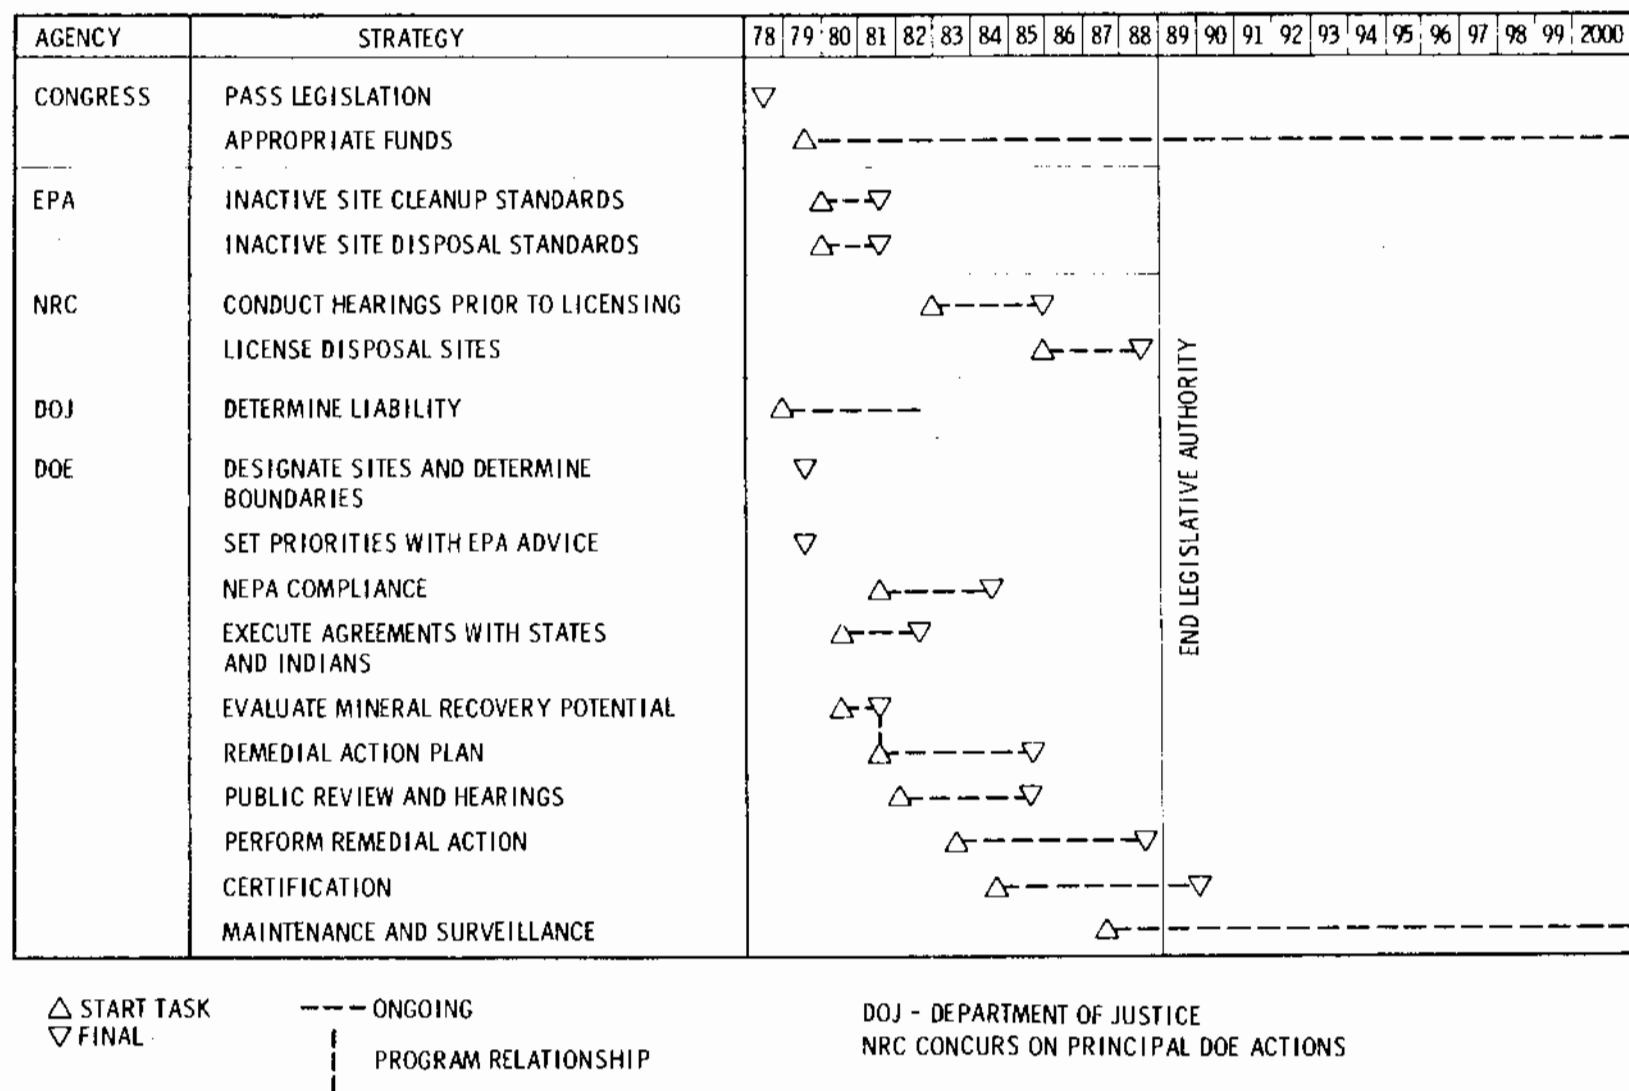 AGENCY STRATEGY 78 79 80 81 82 83 84 85 86 87 88 89 90 91 92 93 94 95 96 97 98 99 2000
CONGRESS PASS LEGISLATION
APPROPRIATE FUNDS
EPA INACTIVE SITE CLEANUP STANDARDS
INACTIVE SITE DISPOSAL STANDARDS
NRC CONDUCT HEARINGS PRIOR TO LICENSING
LICENSE DISPOSAL SITES
DOJ DETERMINE LIABILITY
DOE DESIGNATE SITES AND DETERMINE
BOUNDARIES
SET PRIORITIES WITH EPA ADVICE
NEPA COMPLIANCE
EXECUTE AGREEMENTS WITH STATES
AND INDIANS
EVALUATE MINERAL RECOVERY POTENTIAL
REMEDIAL ACTION PLAN
PUBLIC REVIEW AND HEARINGS
PERFORM REMEDIAL ACTION
CERTIFICATION
MAINTENANCE AND SURVEILLANCE
END LEGISLATIVE AUTHORITY
START TASK
FINAL
ONGOING
PROGRAM RELATIONSHIP
DOJ - DEPARTMENT OF JUSTICE
NRC CONCURS ON PRINCIPAL DOE ACTIONS